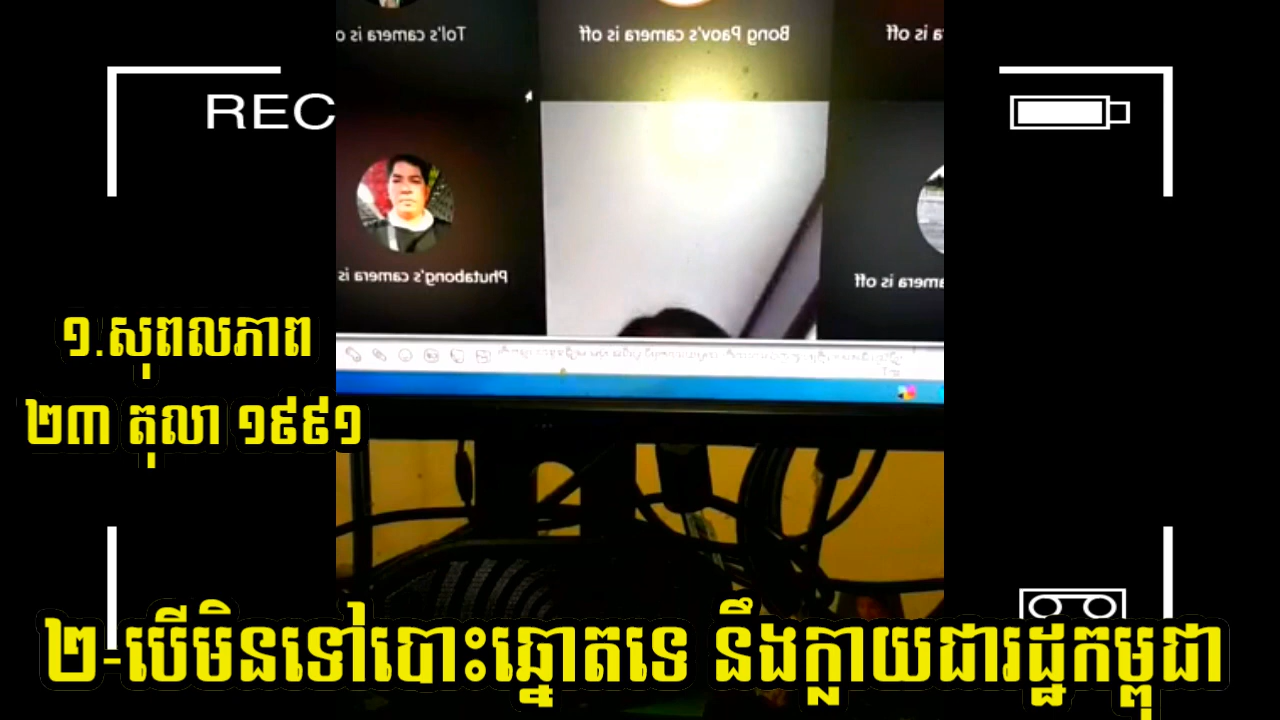 Tol's camera is o
Bong Paov's camera is off
a is off
REC
Phutabong's camera is
amera is off
១.សុពលភាព
២៣ តុលា ១៩៩១
២-បើមិនទៅបោះឆ្នោតទេ នឹងក្លាយជារដ្ឋកម្ពុជា